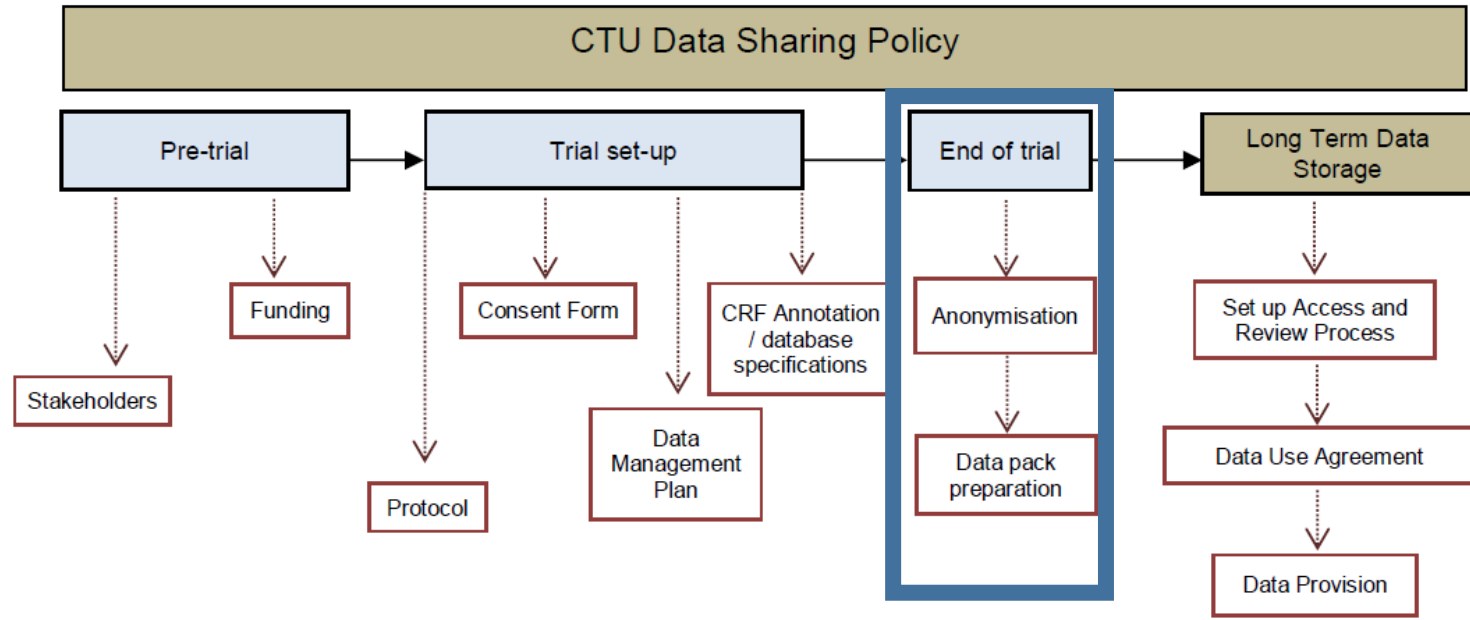 CTU Data Sharing Policy
Pre-trial
Trial set-up
End of trial
Long Term Data
Storage
Stakeholders
Funding
Protocol
Consent Form
Data
Management
Plan
CRF Annotation
/ database
specifications
Anonymisation
Data pack
preparation
Set up Access and
Review Process
Data Use Agreement
Data Provision